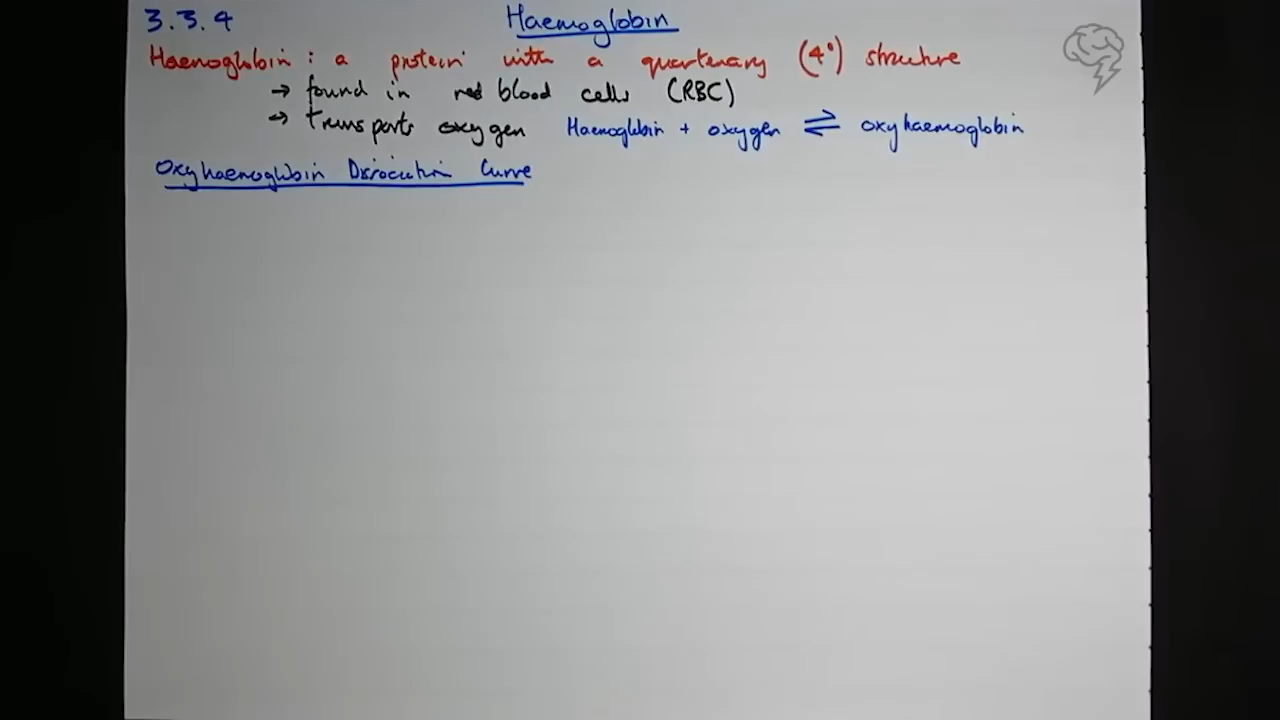 3.3.4 Haemoglobin
Haemoglobin : a protein with a quartenary (4°) structure
→ found in red blood cells (RBC)
→ transports oxygen Haemoglobin + oxygen ⇌ oxyhaemoglobin
Oxyhaemoglobin Dissociation Curve